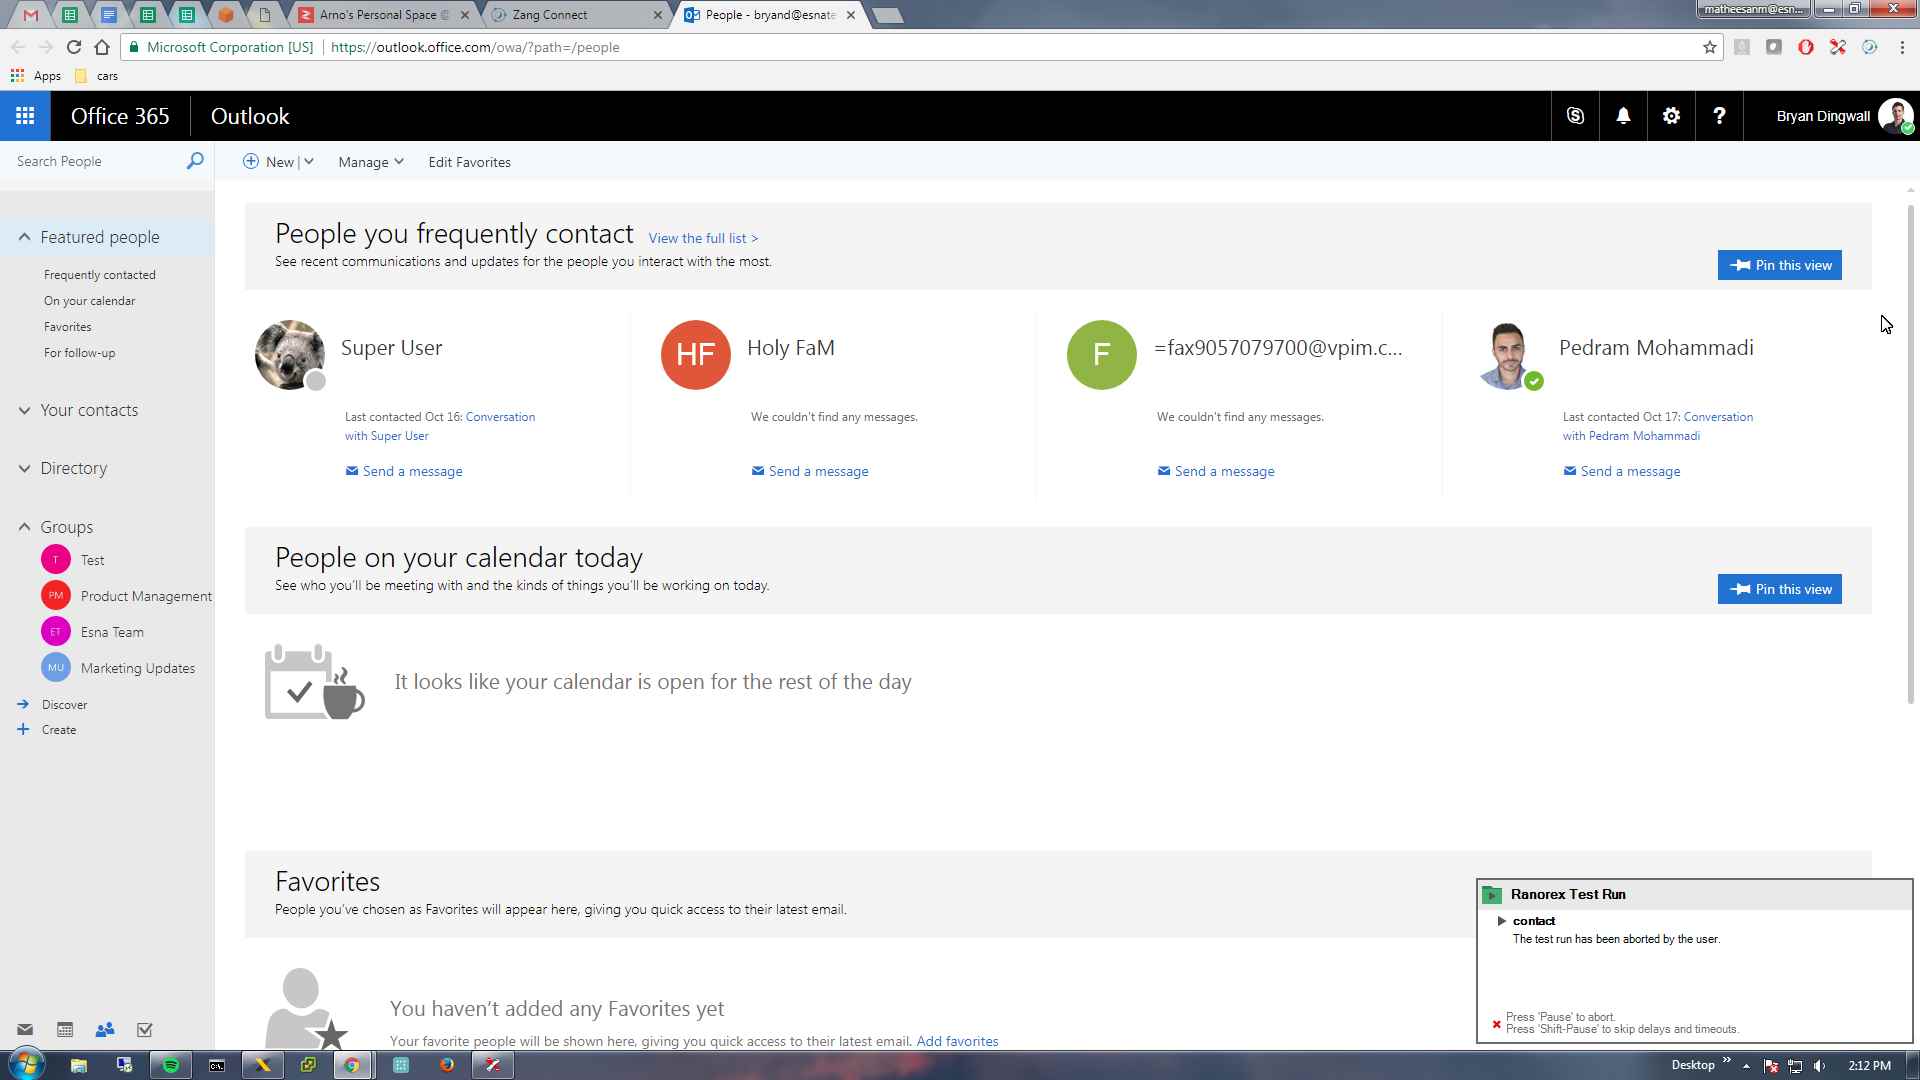 Arno's Personal Space @
Zang Connect
People - bryand@esnate
matheesanm@esn...
Microsoft Corporation [US]
https://outlook.office.com/owa/?path=/people
Apps
cars
Office 365
Outlook
Bryan Dingwall
Search People
New
Manage
Edit Favorites
Featured people
Frequently contacted
On your calendar
Favorites
For follow-up
Your contacts
Directory
Groups
T Test
PM Product Management
ET Esna Team
MU Marketing Updates
Discover
Create
People you frequently contact View the full list >
See recent communications and updates for the people you interact with the most.
Pin this view
Super User
Last contacted Oct 16: Conversation
with Super User
Send a message
HF
Holy FaM
We couldn't find any messages.
Send a message
F
=fax9057079700@vpim.c...
We couldn't find any messages.
Send a message
Pedram Mohammadi
Last contacted Oct 17: Conversation
with Pedram Mohammadi
Send a message
People on your calendar today
See who you'll be meeting with and the kinds of things you'll be working on today.
Pin this view
It looks like your calendar is open for the rest of the day
Favorites
People you've chosen as Favorites will appear here, giving you quick access to their latest email.
You haven't added any Favorites yet
Your favorite people will be shown here, giving you quick access to their latest email. Add favorites
Ranorex Test Run
contact
The test run has been aborted by the user.
Press 'Pause' to abort.
Press 'Shift-Pause' to skip delays and timeouts.
Desktop
2:12 PM